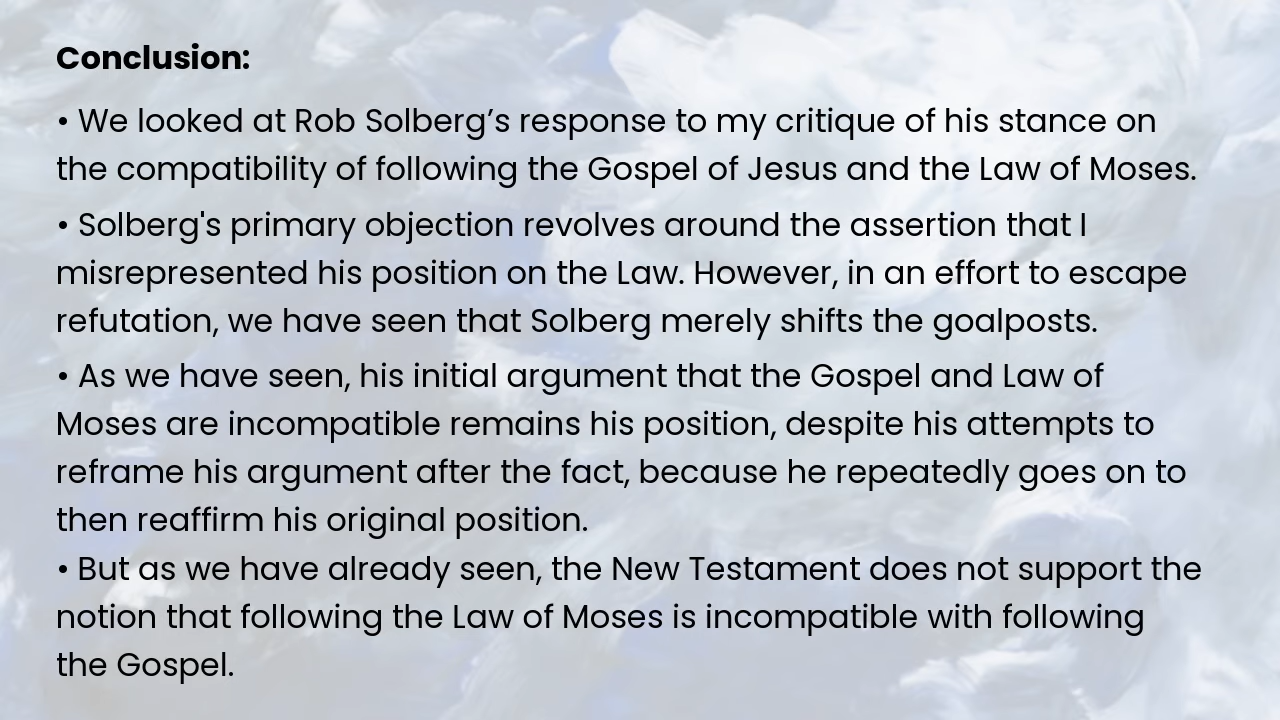 Conclusion:
• We looked at Rob Solberg’s response to my critique of his stance on
the compatibility of following the Gospel of Jesus and the Law of Moses.
• Solberg's primary objection revolves around the assertion that I
misrepresented his position on the Law. However, in an effort to escape
refutation, we have seen that Solberg merely shifts the goalposts.
• As we have seen, his initial argument that the Gospel and Law of
Moses are incompatible remains his position, despite his attempts to
reframe his argument after the fact, because he repeatedly goes on to
then reaffirm his original position.
• But as we have already seen, the New Testament does not support the
notion that following the Law of Moses is incompatible with following
the Gospel.